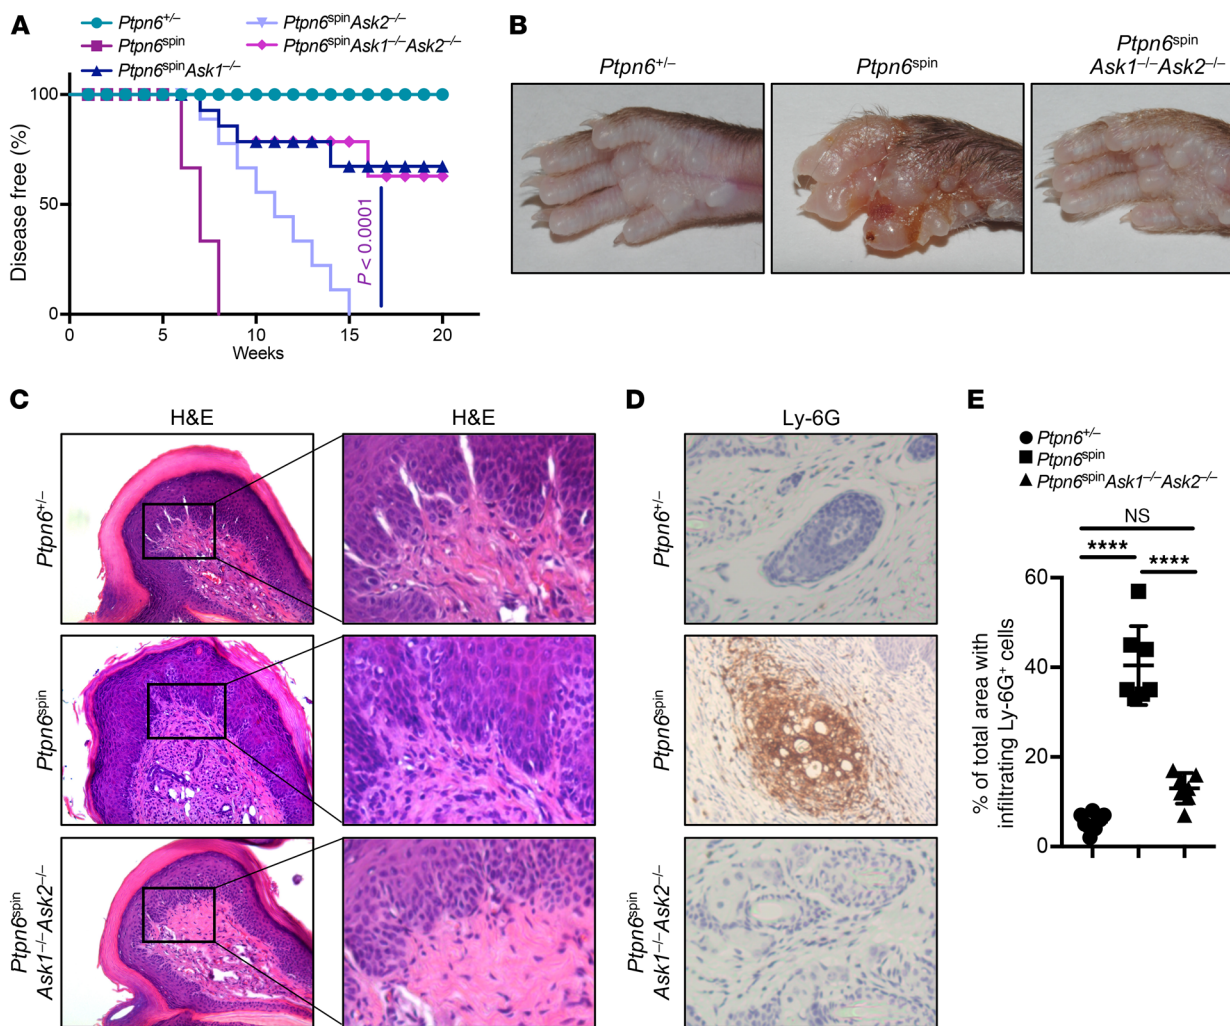 A
Ptpn6+/–
Ptpn6spin
Ptpn6spinAsk1–/–
Ptpn6spinAsk2–/–
Ptpn6spinAsk1–/–Ask2–/–
Disease free (%)
100
50
0
P < 0.0001
0 5 10 15 20
Weeks
B
Ptpn6+/–
Ptpn6spin
Ptpn6spin
Ask1–/–Ask2–/–
C
H&E
H&E
Ptpn6+/–
Ptpn6spin
Ptpn6spin
Ask1–/–Ask2–/–
D
Ly-6G
Ptpn6+/–
Ptpn6spin
Ptpn6spin
Ask1–/–Ask2–/–
E
Ptpn6+/–
Ptpn6spin
Ptpn6spinAsk1–/–Ask2–/–
NS
**** ****
% of total area with
infiltrating Ly-6G+ cells
60
40
20
0